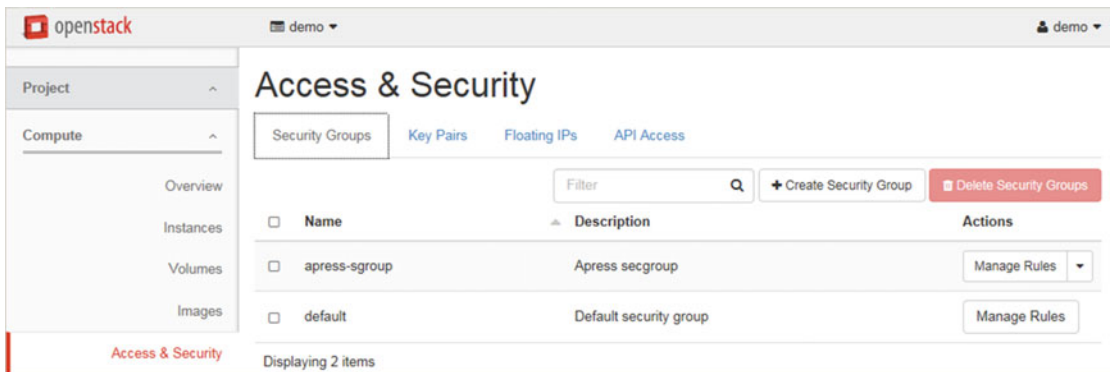 openstack demo demo
Project
Access & Security
Compute
Security Groups Key Pairs Floating IPs API Access
Overview
Filter + Create Security Group Delete Security Groups
Instances
Name Description Actions
Volumes
apress-sgroup Apress secgroup Manage Rules
Images
default Default security group Manage Rules
Access & Security
Displaying 2 items